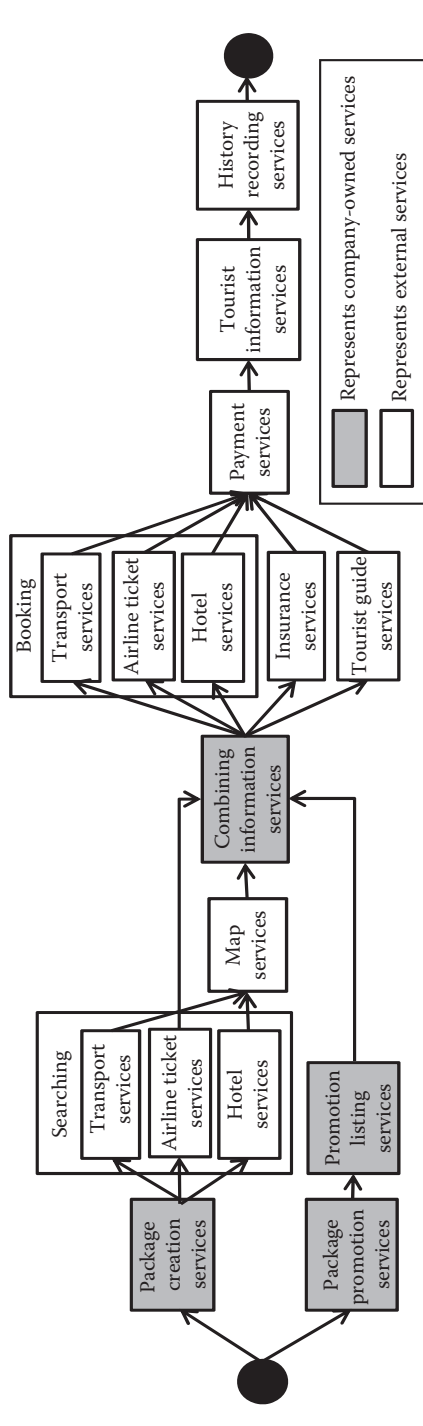 Package
creation
services
Package
promotion
services
Searching
Transport
services
Airline ticket
services
Hotel
services
Promotion
listing
services
Map
services
Combining
information
services
Booking
Transport
services
Airline ticket
services
Hotel
services
Insurance
services
Tourist guide
services
Payment
services
Tourist
information
services
History
recording
services
Represents company-owned services
Represents external services